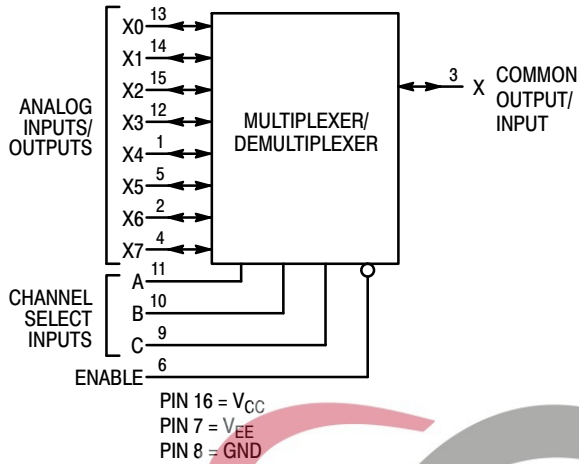 X0 13
X1 14
X2 15
X3 12
X4 1
X5 5
X6 2
X7 4
ANALOG
INPUTS/
OUTPUTS
MULTIPLEXER/
DEMULTIPLEXER
3 X COMMON
OUTPUT/
INPUT
A 11
B 10
C 9
CHANNEL
SELECT
INPUTS
ENABLE 6
PIN 16 = VCC
PIN 7 = VEE
PIN 8 = GND